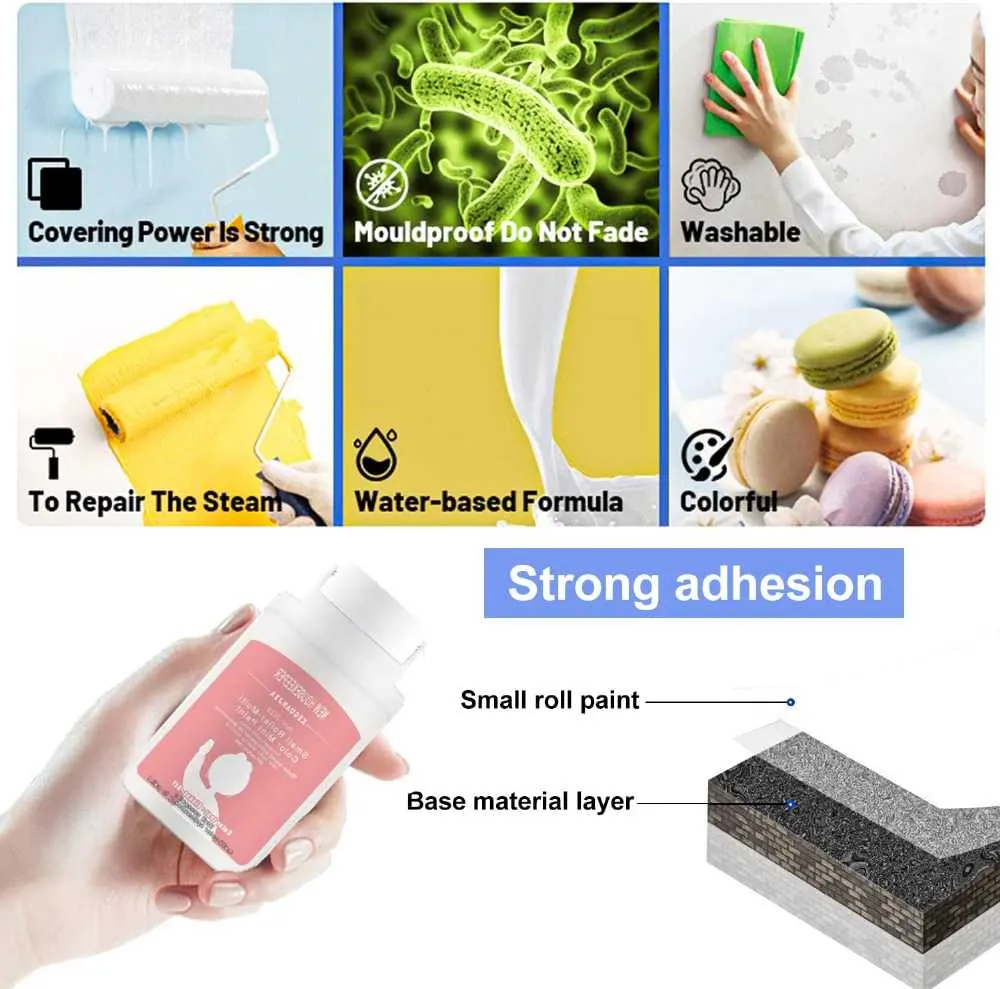 Covering Power Is Strong
Mouldproof Do Not Fade
Washable
To Repair The Steam
Water-based Formula
Colorful
Strong adhesion
Small roll paint
Base material layer